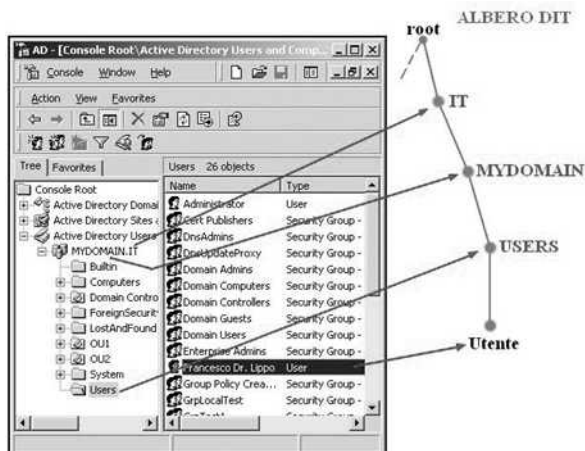 AD - [Console Root\Active Directory Users and Comp...
Console Window Help
Action View Favorites
Tree Favorites
Console Root
Active Directory Domai
Active Directory Sites a
Active Directory Users
MYDOMAIN.IT
Builtin
Computers
Domain Contro
ForeignSecurit
LostAndFound
OU1
OU2
System
Users
Users 26 objects
Name Type
Administrator User
Cert Publishers Security Group -
DnsAdmins Security Group -
DnsUpdateProxy Security Group -
Domain Admins Security Group -
Domain Computers Security Group -
Domain Controllers Security Group -
Domain Guests Security Group -
Domain Users Security Group -
Enterprise Admins Security Group -
Francesco Dr. Lippo User
Group Policy Crea... Security Group -
GrpLocalTest Security Group -
ALBERO DIT
root
IT
MYDOMAIN
USERS
Utente